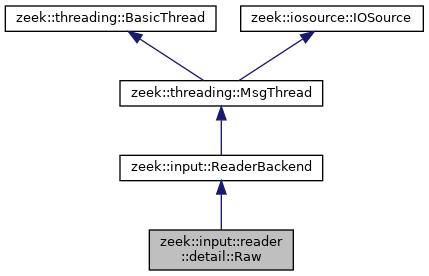 zeek::threading::BasicThread
zeek::iosource::IOSource
zeek::threading::MsgThread
zeek::input::ReaderBackend
zeek::input::reader
::detail::Raw